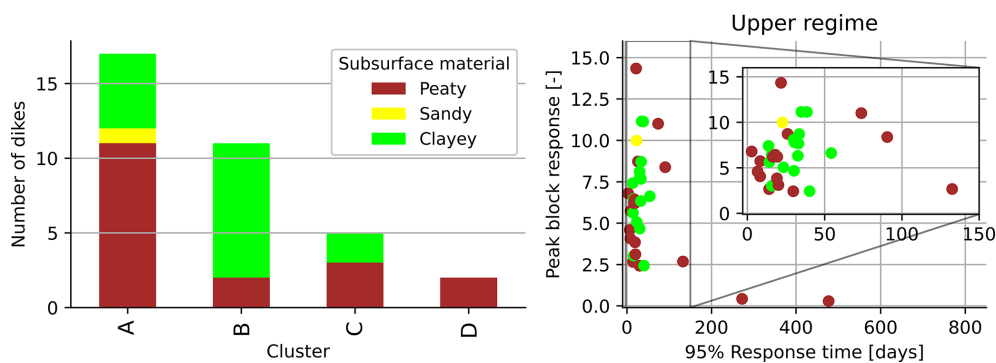 Number of dikes
15
10
5
0
Subsurface material
Peaty
Sandy
Clayey
A
B
C
D
Cluster
Upper regime
Peak block response [-]
15.0
12.5
10.0
7.5
5.0
2.5
0.0
15
10
5
0
0
50
100
150
0
200
400
600
800
95% Response time [days]